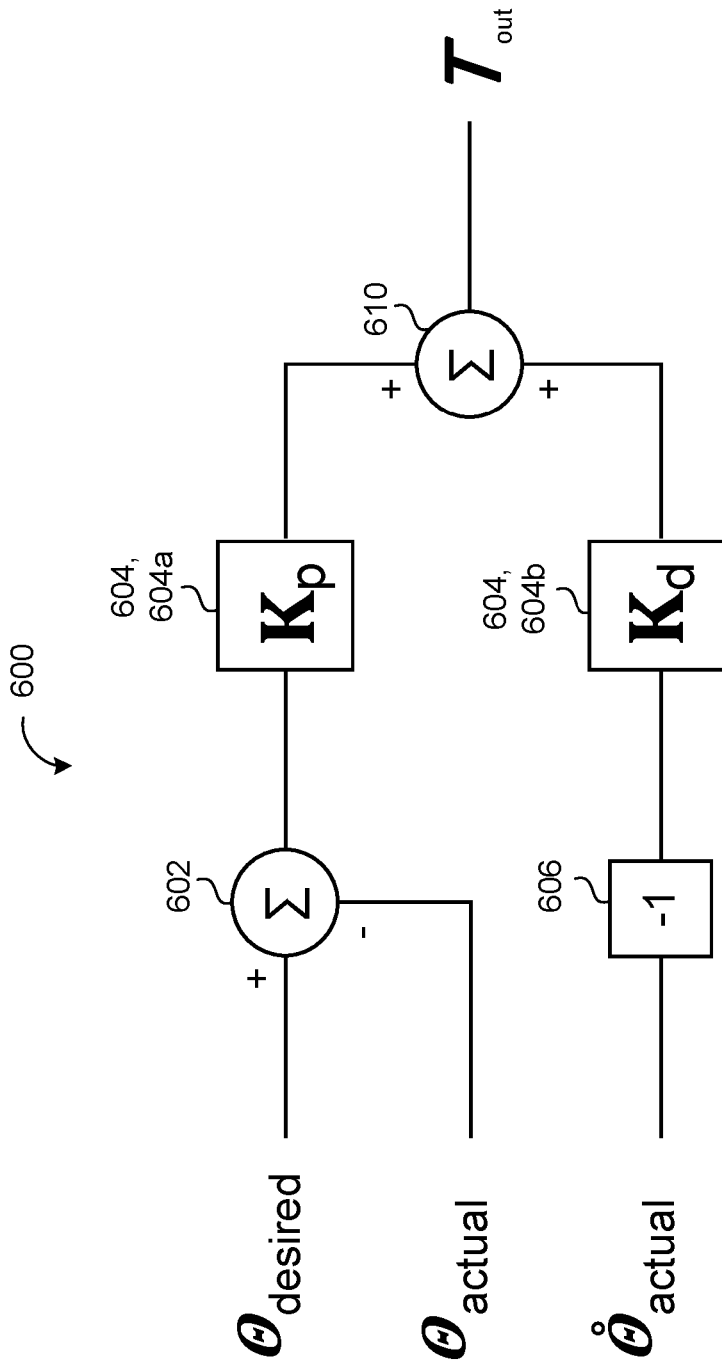 600
602
604,
604a
610
Θdesired
+
Σ
-
Kp
+
Σ
+
Tout
Θactual
604,
604b
606
Θ̊actual
-1
Kd